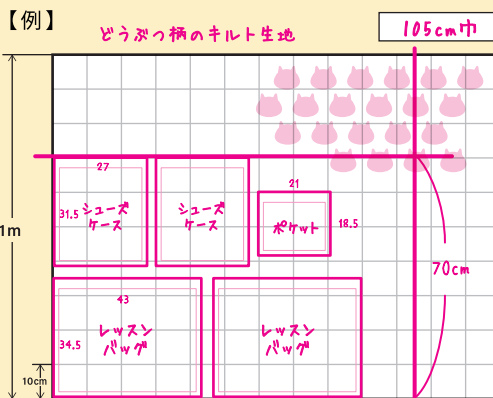 【例】
どうぶつ柄のキルト生地
105cm巾
1m
10cm
70cm
27
31.5
シューズ
ケース
シューズ
ケース
21
ポケット
18.5
43
34.5
レッスン
バッグ
レッスン
バッグ